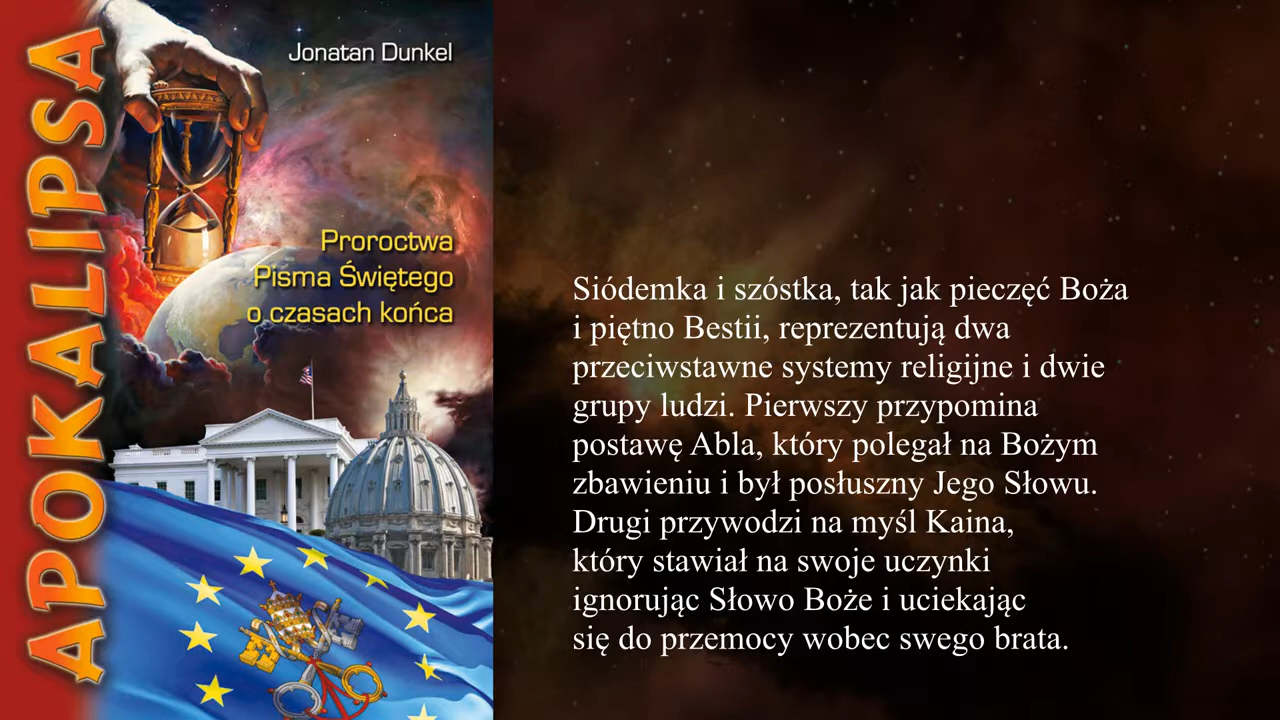 APOKALIPSA
Jonatan Dunkel
Proroctwa
Pisma Świętego
o czasach końca
Siódemka i szóstka, tak jak pieczęć Boża
i piętno Bestii, reprezentują dwa
przeciwstawne systemy religijne i dwie
grupy ludzi. Pierwszy przypomina
postawę Abla, który polegał na Bożym
zbawieniu i był posłuszny Jego Słowu.
Drugi przywodzi na myśl Kaina,
który stawiał na swoje uczynki
ignorując Słowo Boże i uciekając
się do przemocy wobec swego brata.